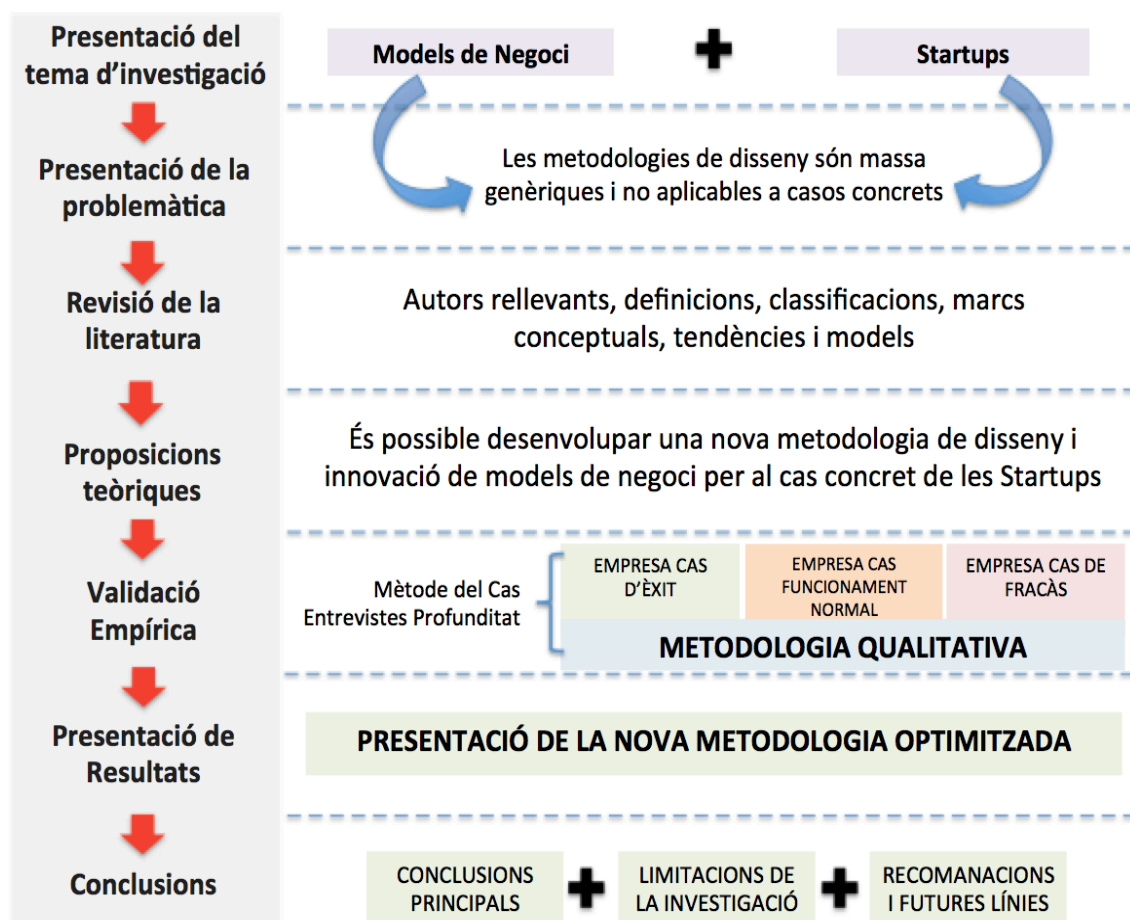 Presentació del
tema d'investigació
Models de Negoci
Startups
Presentació de la
problemàtica
Les metodologies de disseny són massa
genèriques i no aplicables a casos concrets
Revisió de la
literatura
Autors rellevants, definicions, classificacions, marcs
conceptuals, tendències i models
Proposicions
teòriques
És possible desenvolupar una nova metodologia de disseny i
innovació de models de negoci per al cas concret de les Startups
Validació
Empírica
Mètode del Cas
Entrevistes Profunditat
EMPRESA CAS
D'ÈXIT
EMPRESA CAS
FUNCIONAMENT
NORMAL
EMPRESA CAS DE
FRACÀS
METODOLOGIA QUALITATIVA
Presentació de
Resultats
PRESENTACIÓ DE LA NOVA METODOLOGIA OPTIMITZADA
Conclusions
CONCLUSIONS
PRINCIPALS
LIMITACIONS DE
LA INVESTIGACIÓ
RECOMANACIONS
I FUTURES LÍNIES